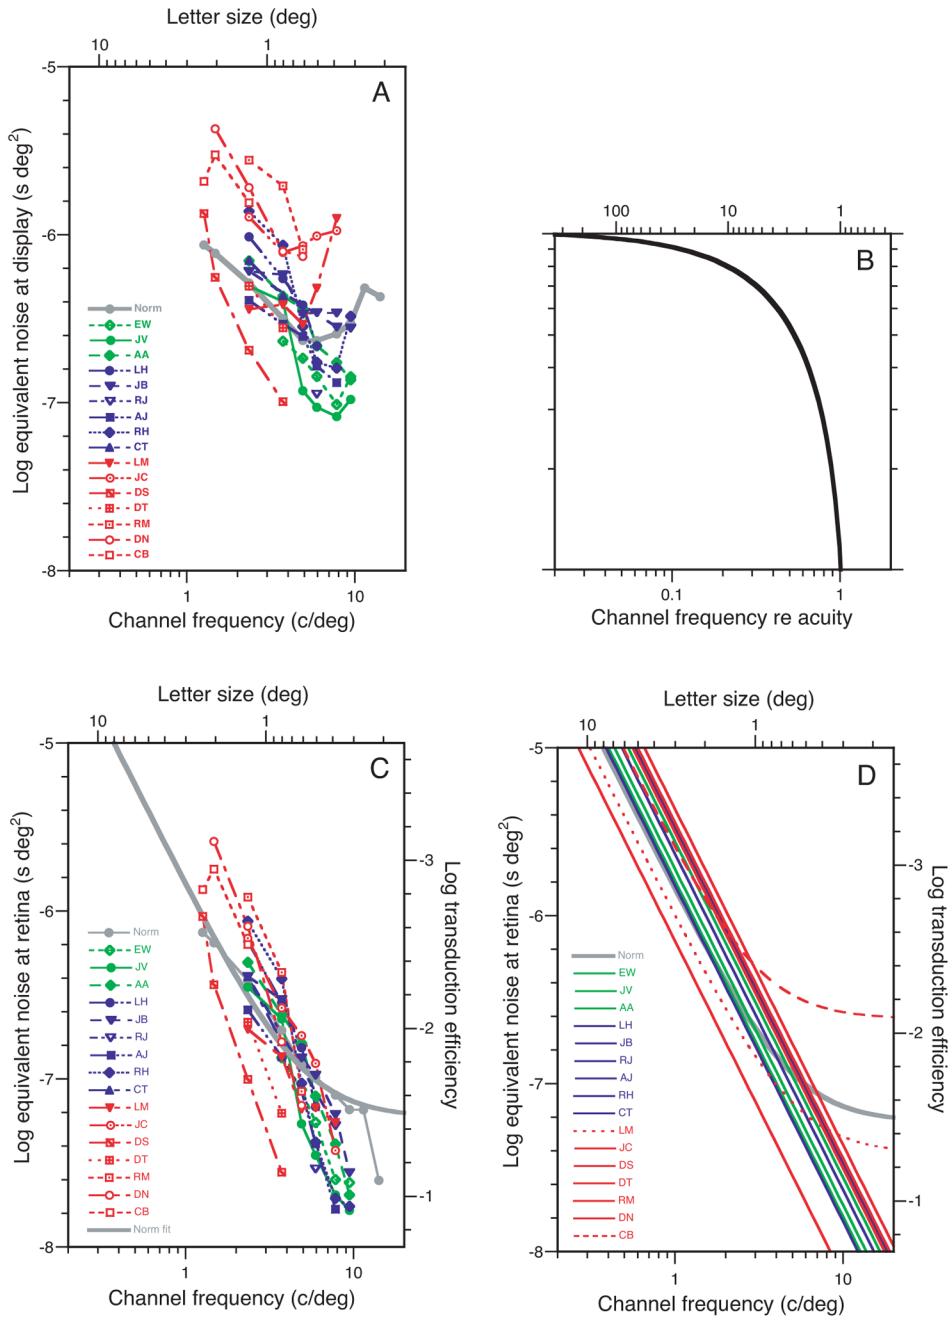 Letter size (deg)
10 1
A
-5
-6
-7
-8
Log equivalent noise at display (s deg²)
Norm
EW
JV
AA
LH
JB
RJ
AJ
RH
CT
LM
JC
DS
DT
RM
DN
CB
1 10
Channel frequency (c/deg)
100 10 1
B
0.1 1
Channel frequency re acuity
Letter size (deg)
10 1
C
-5
-6
-7
-8
Log equivalent noise at retina (s deg²)
-3
-2
-1
Log transduction efficiency
Norm
EW
JV
AA
LH
JB
RJ
AJ
RH
CT
LM
JC
DS
DT
RM
DN
CB
Norm fit
1 10
Channel frequency (c/deg)
Letter size (deg)
10 1
D
-5
-6
-7
-8
Log equivalent noise at retina (s deg²)
-3
-2
-1
Log transduction efficiency
Norm
EW
JV
AA
LH
JB
RJ
AJ
RH
CT
LM
JC
DS
DT
RM
DN
CB
1 10
Channel frequency (c/deg)